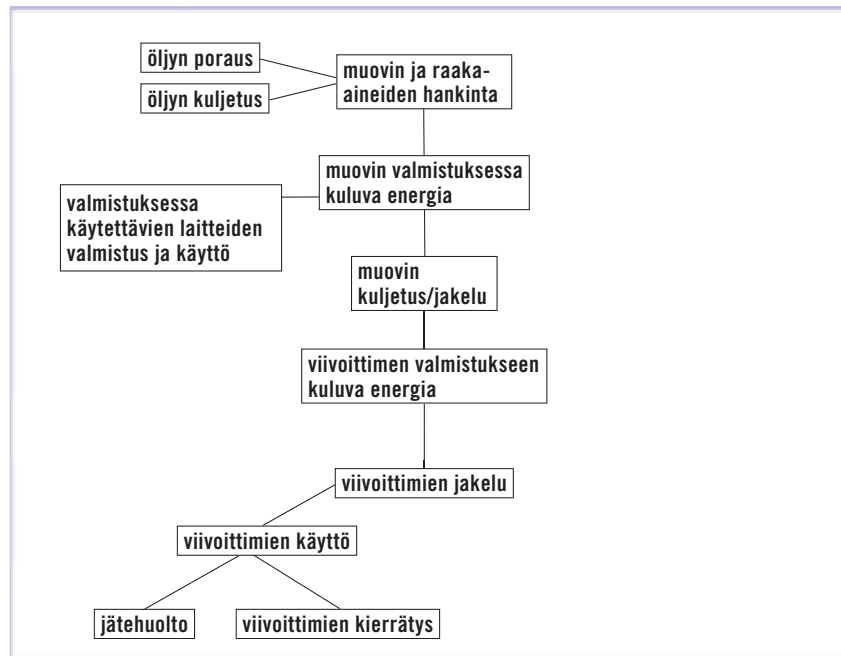 öljyn poraus
öljyn kuljetus
muovin ja raaka-
aineiden hankinta
muovin valmistuksessa
kuluva energia
valmistuksessa
käytettävien laitteiden
valmistus ja käyttö
muovin
kuljetus/jakelu
viivoittimen valmistukseen
kuluva energia
viivoittimien jakelu
viivoittimien käyttö
jätehuolto
viivoittimien kierrätys